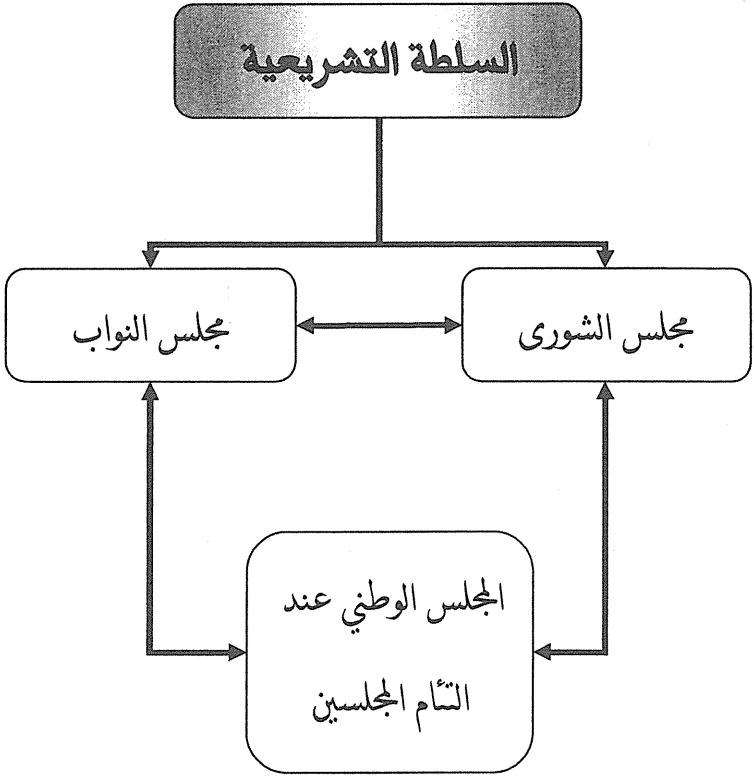 السلطة التشريعية
مجلس الشورى
مجلس النواب
المجلس الوطني عند
التئام المجلسين